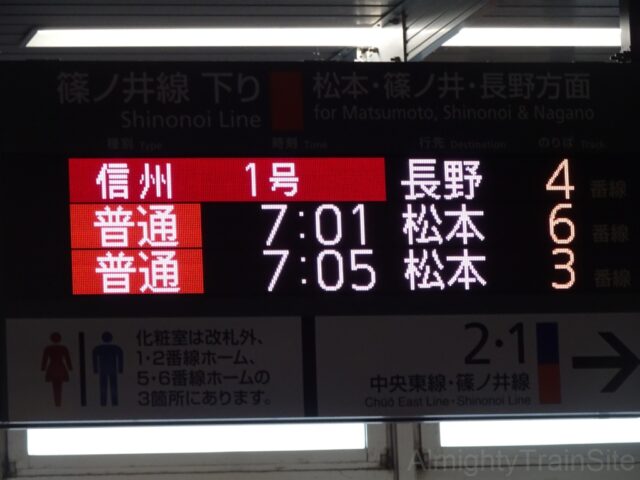 篠ノ井線 下り 松本・篠ノ井・長野方面
Shinonoi Line for Matsumoto, Shinonoi & Nagano
種別 Type 時刻 Time 行先 Destination のりば Track
信州 1号 長野 4 番線
普通 7:01 松本 6 番線
普通 7:05 松本 3 番線
化粧室は改札外、
1・2番線ホーム、
5・6番線ホームの
3箇所にあります。
2・1
中央東線・篠ノ井線
Chūō East Line・Shinonoi Line
AlmightyTrainSite